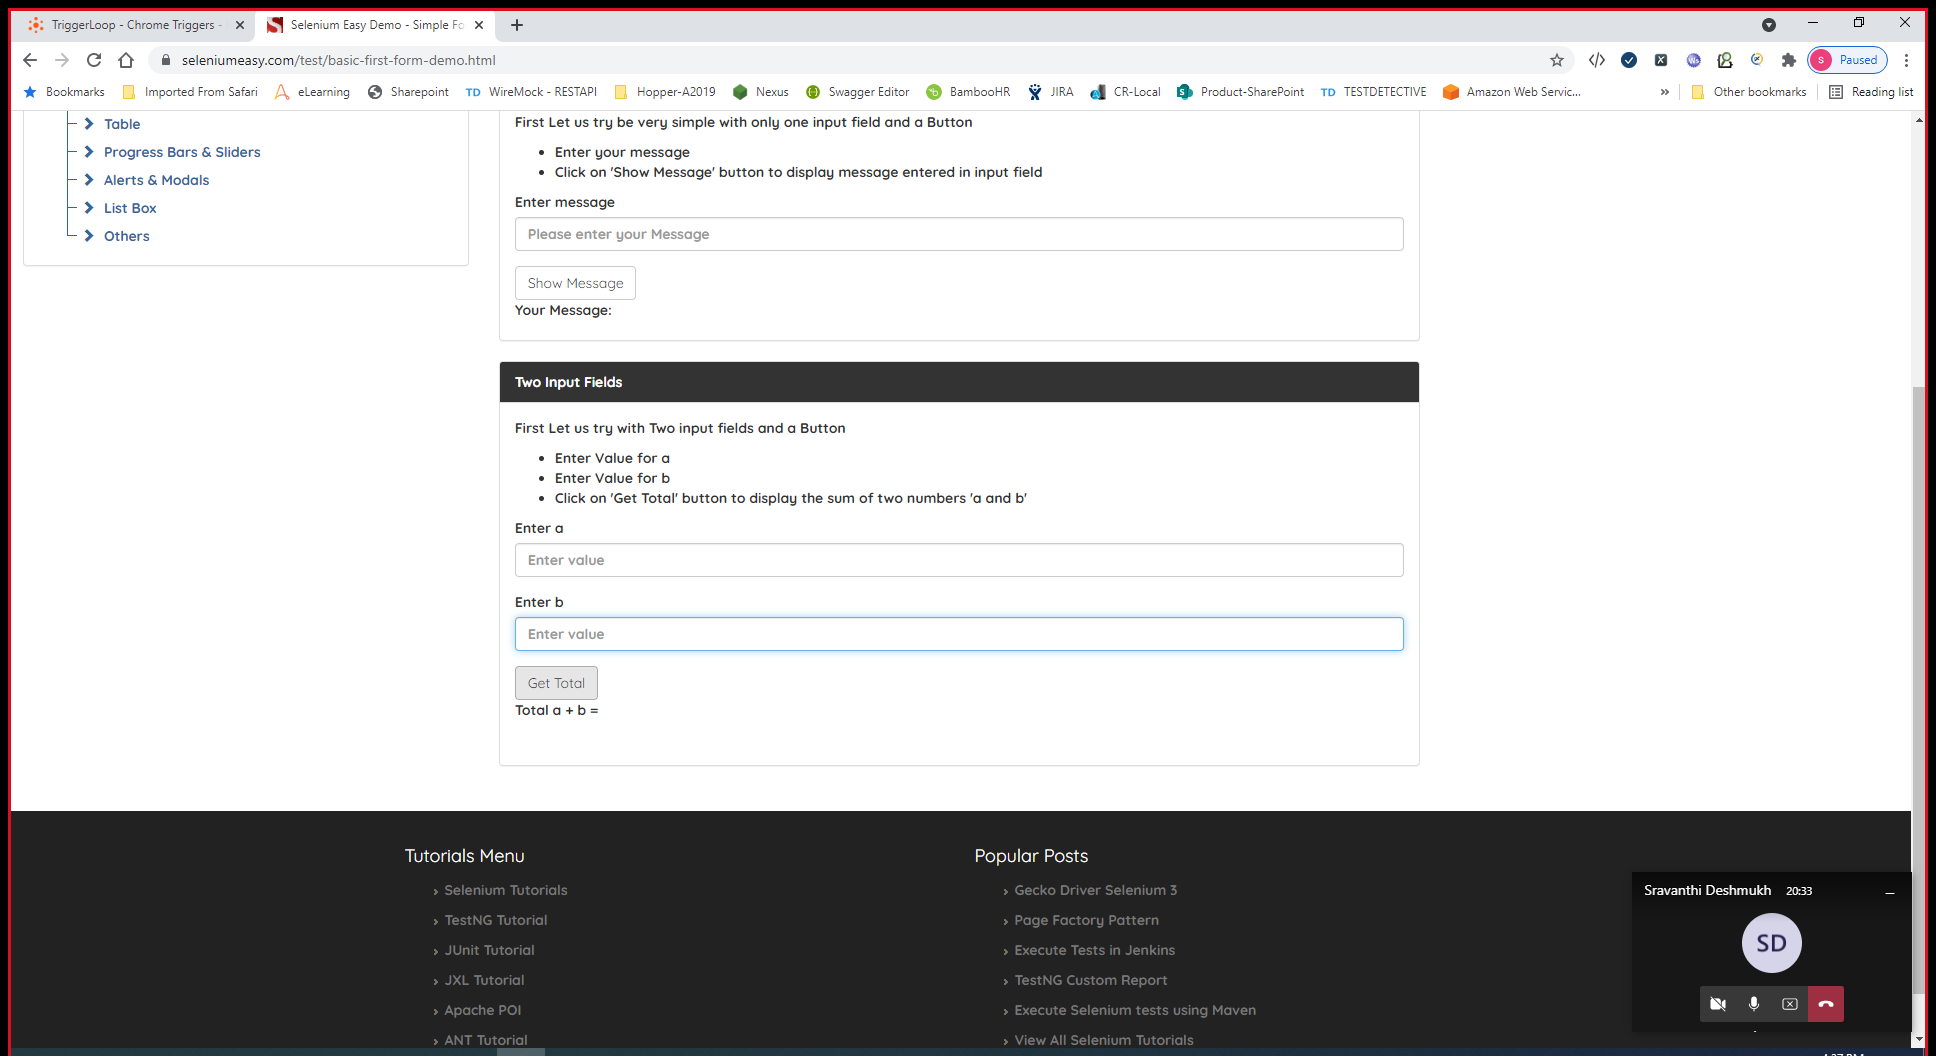 TriggerLoop - Chrome Triggers -
Selenium Easy Demo - Simple Fo
seleniumeasy.com/test/basic-first-form-demo.html
S Paused
Bookmarks Imported From Safari eLearning Sharepoint TD WireMock - RESTAPI Hopper-A2019 Nexus Swagger Editor BambooHR JIRA CR-Local Product-SharePoint TD TESTDETECTIVE Amazon Web Servic... » Other bookmarks Reading list
Table
Progress Bars & Sliders
Alerts & Modals
List Box
Others
First Let us try be very simple with only one input field and a Button
• Enter your message
• Click on 'Show Message' button to display message entered in input field
Enter message
Please enter your Message
Show Message
Your Message:
Two Input Fields
First Let us try with Two input fields and a Button
• Enter Value for a
• Enter Value for b
• Click on 'Get Total' button to display the sum of two numbers 'a and b'
Enter a
Enter value
Enter b
Enter value
Get Total
Total a + b =
Tutorials Menu
› Selenium Tutorials
› TestNG Tutorial
› JUnit Tutorial
› JXL Tutorial
› Apache POI
› ANT Tutorial
Popular Posts
› Gecko Driver Selenium 3
› Page Factory Pattern
› Execute Tests in Jenkins
› TestNG Custom Report
› Execute Selenium tests using Maven
› View All Selenium Tutorials
Sravanthi Deshmukh 20:33
SD